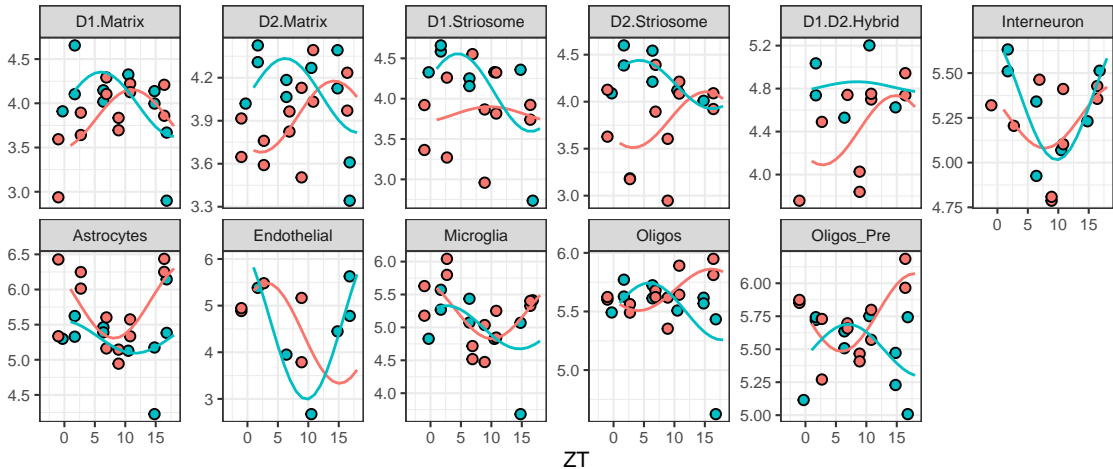 D1.Matrix D2.Matrix D1.Striosome D2.Striosome D1.D2.Hybrid Interneuron
4.5 4.0 3.5 3.0
4.2 3.9 3.6 3.3
4.5 4.0 3.5 3.0
4.5 4.0 3.5 3.0
5.2 4.8 4.4 4.0
5.50 5.25 5.00 4.75
0 5 10 15
Astrocytes Endothelial Microglia Oligos Oligos_Pre
6.5 6.0 5.5 5.0 4.5
6 5 4 3
6.0 5.5 5.0 4.5 4.0
6.0 5.5 5.0
6.00 5.75 5.50 5.25 5.00
0 5 10 15 0 5 10 15 0 5 10 15 0 5 10 15 0 5 10 15
ZT